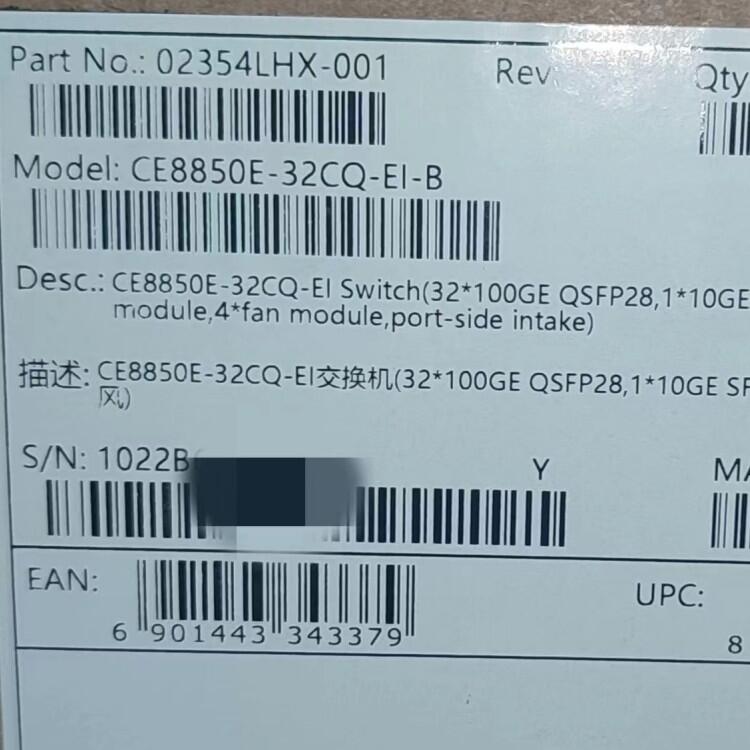 Part No.: 02354LHX-001 Rev. Qty
Model: CE8850E-32CQ-EI-B
Desc.: CE8850E-32CQ-EI Switch(32*100GE QSFP28,1*10GE
module,4*fan module,port-side intake)
描述: CE8850E-32CQ-EI交换机(32*100GE QSFP28,1*10GE SF
风)
S/N: 1022B Y MA
EAN: UPC:
6 901443 343379 8